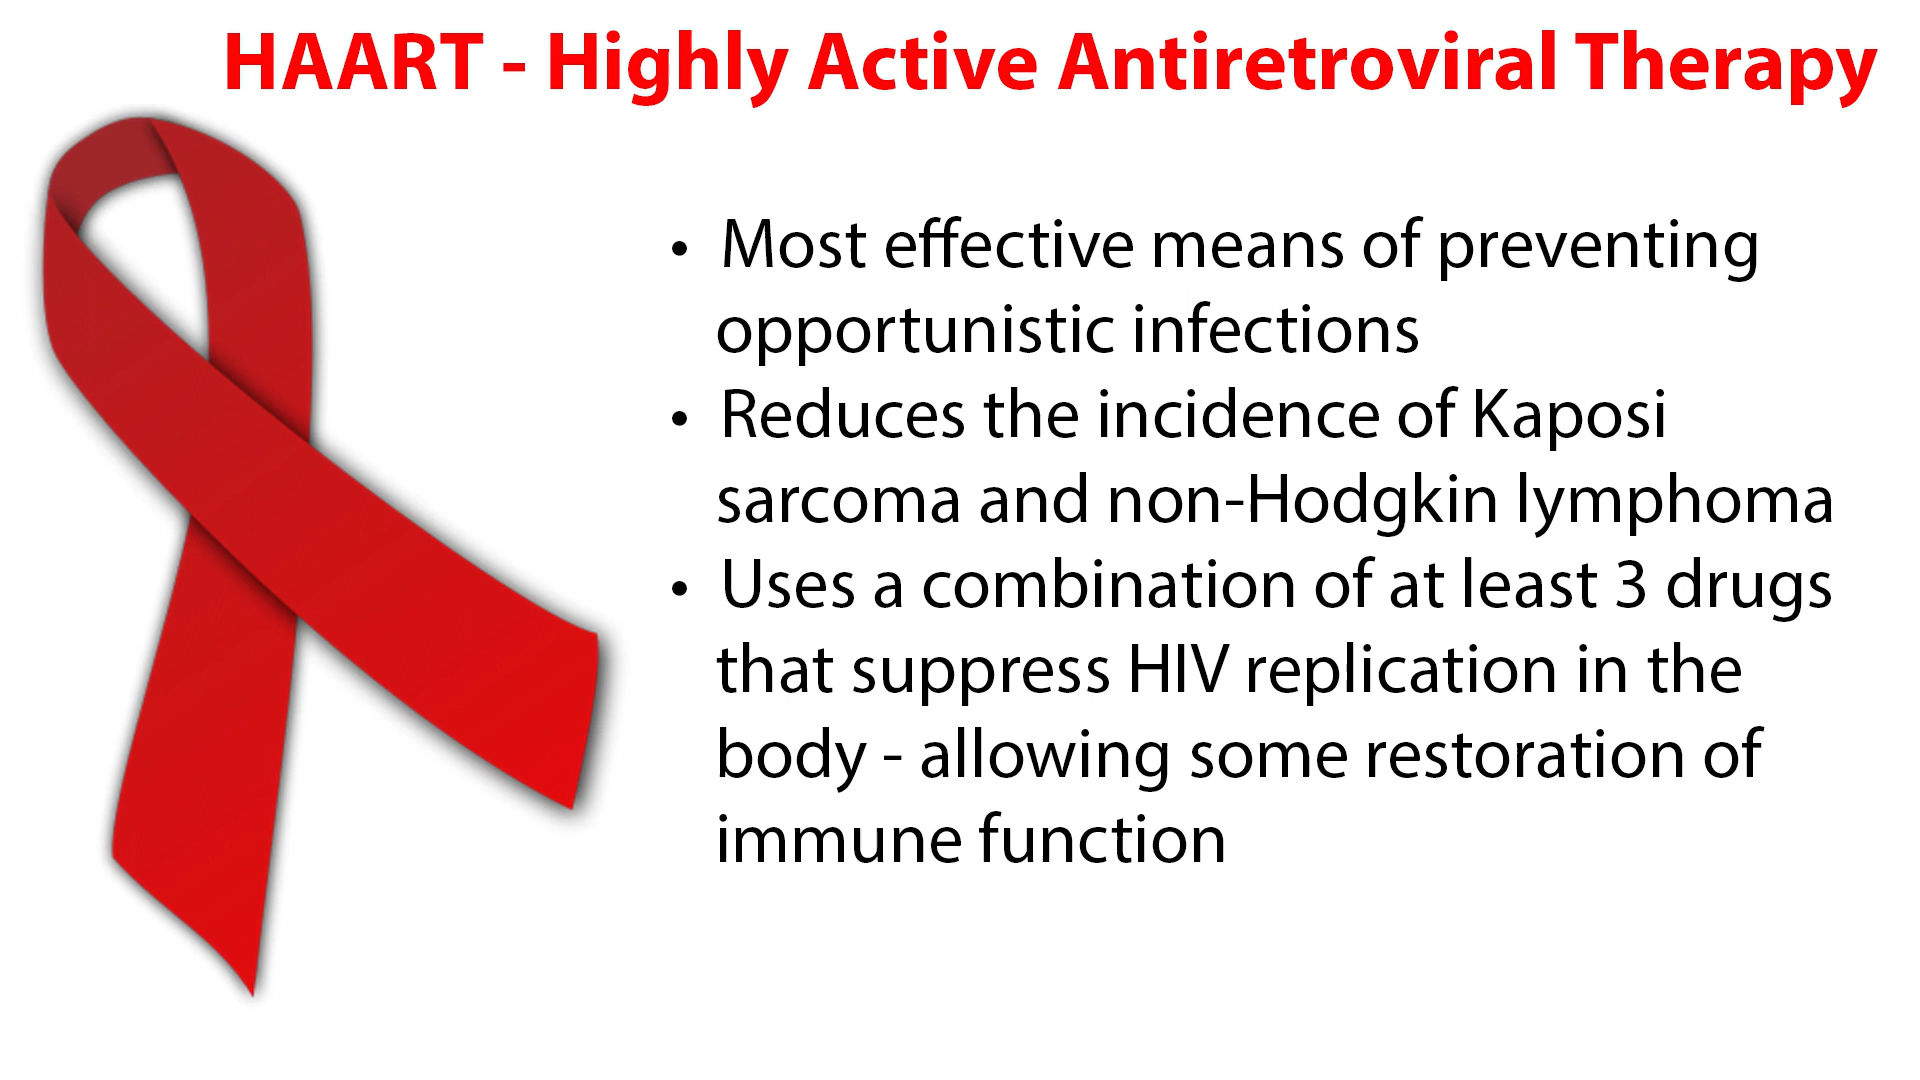 HAART - Highly Active Antiretroviral Therapy
• Most effective means of preventing
opportunistic infections
• Reduces the incidence of Kaposi
sarcoma and non-Hodgkin lymphoma
• Uses a combination of at least 3 drugs
that suppress HIV replication in the
body - allowing some restoration of
immune function